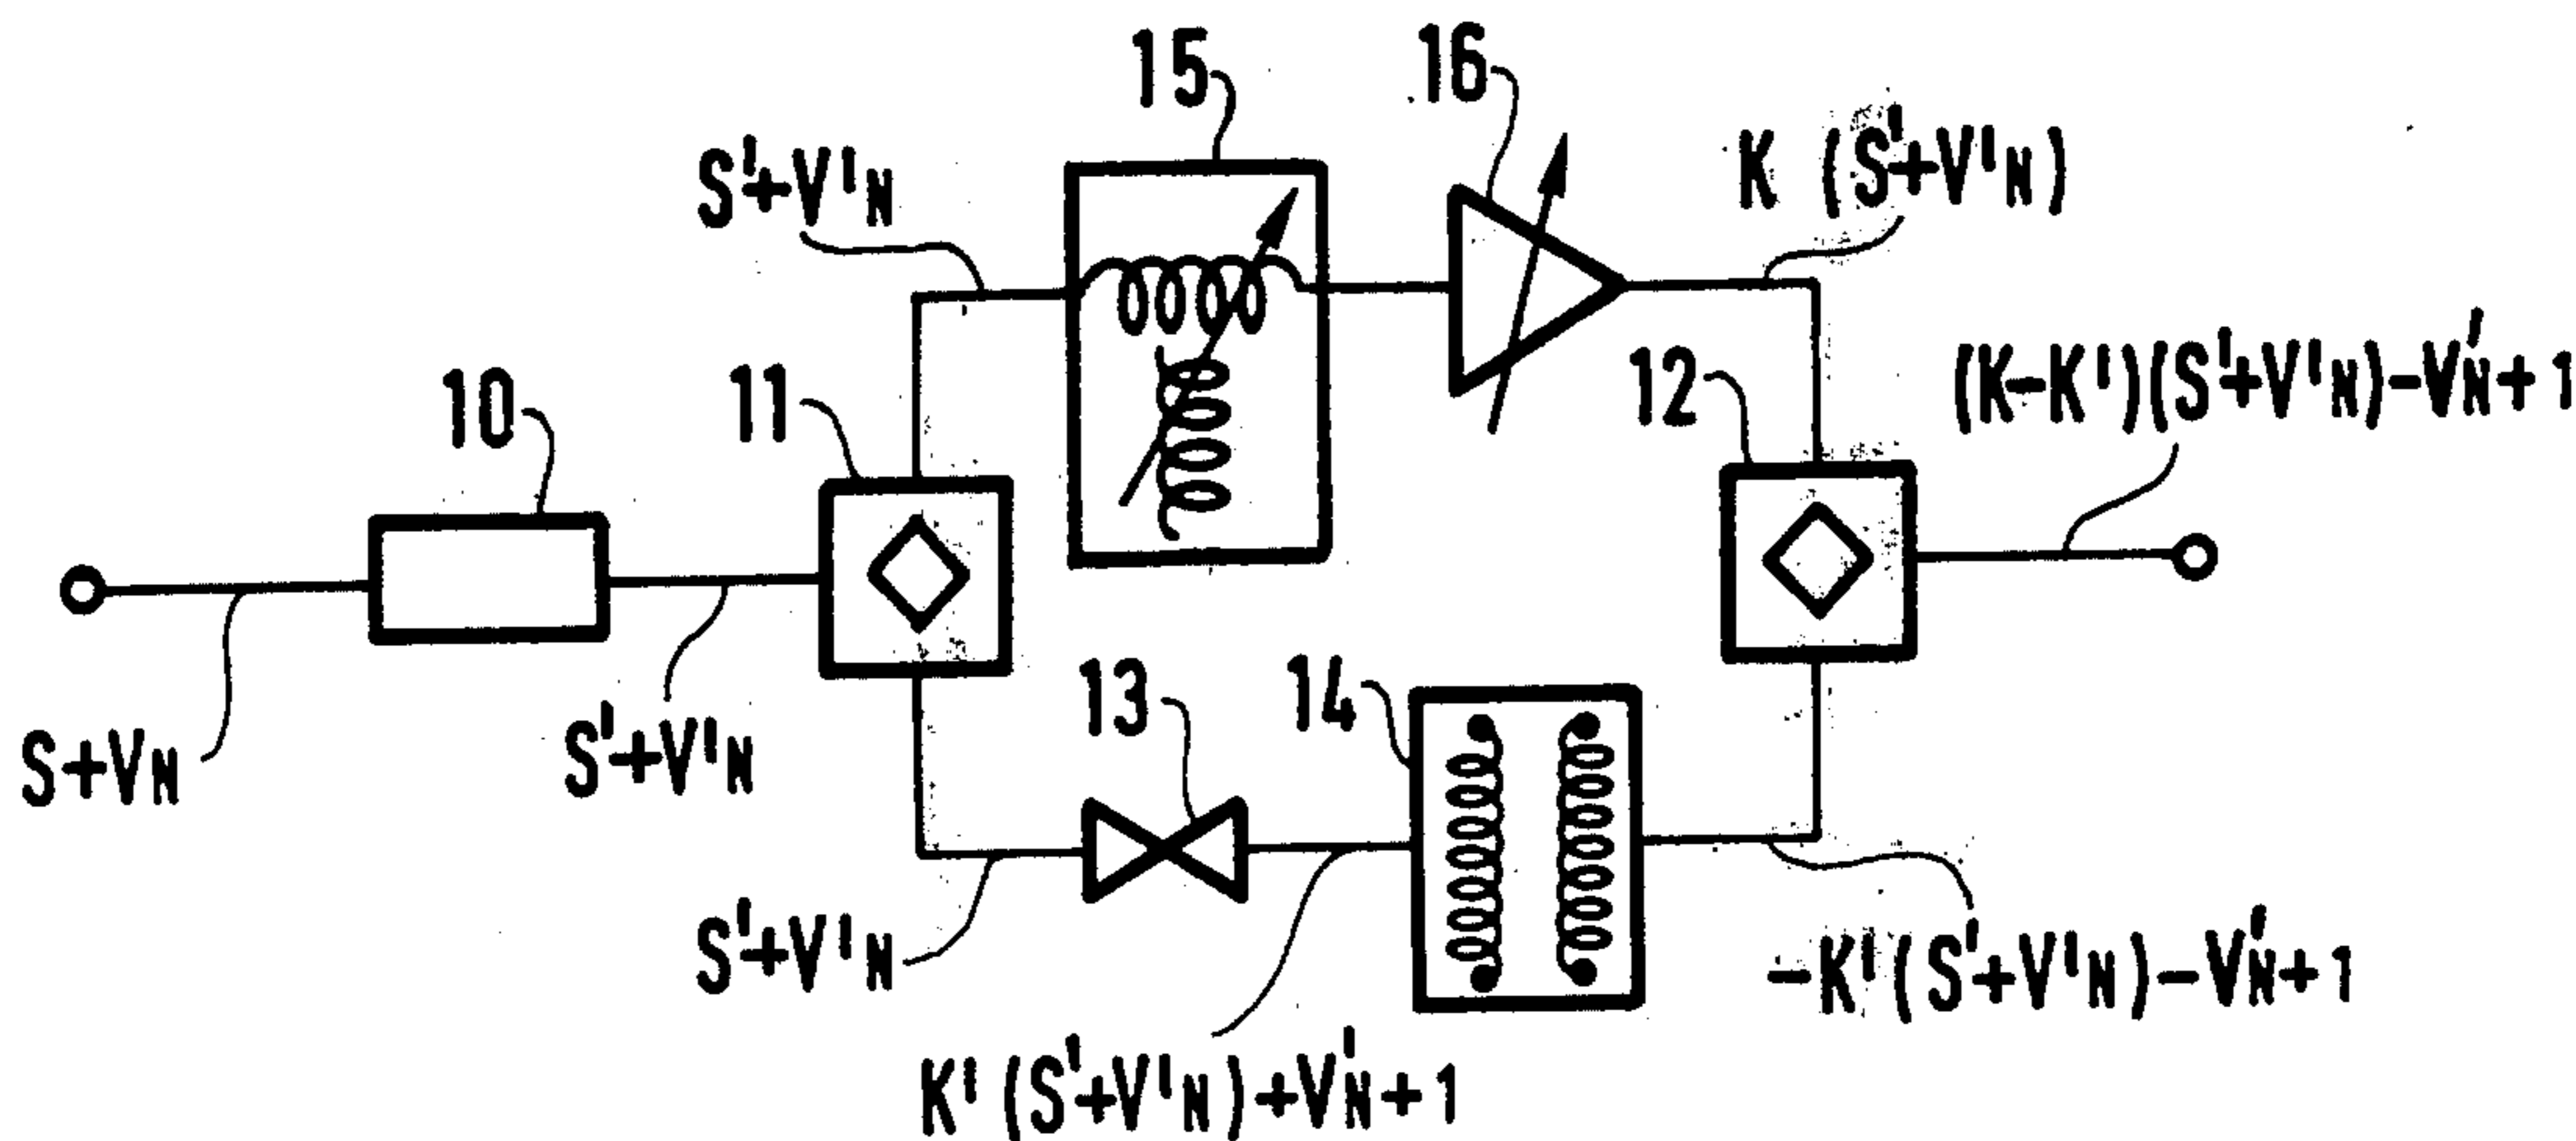 15
16
S'+V'N
K (S'+V'N)
10
11
12
(K-K')(S'+V'N)-V'N+1
S+VN
S'+V'N
13
14
S'+V'N
-K'(S'+V'N)-V'N+1
K'(S'+V'N)+V'N+1